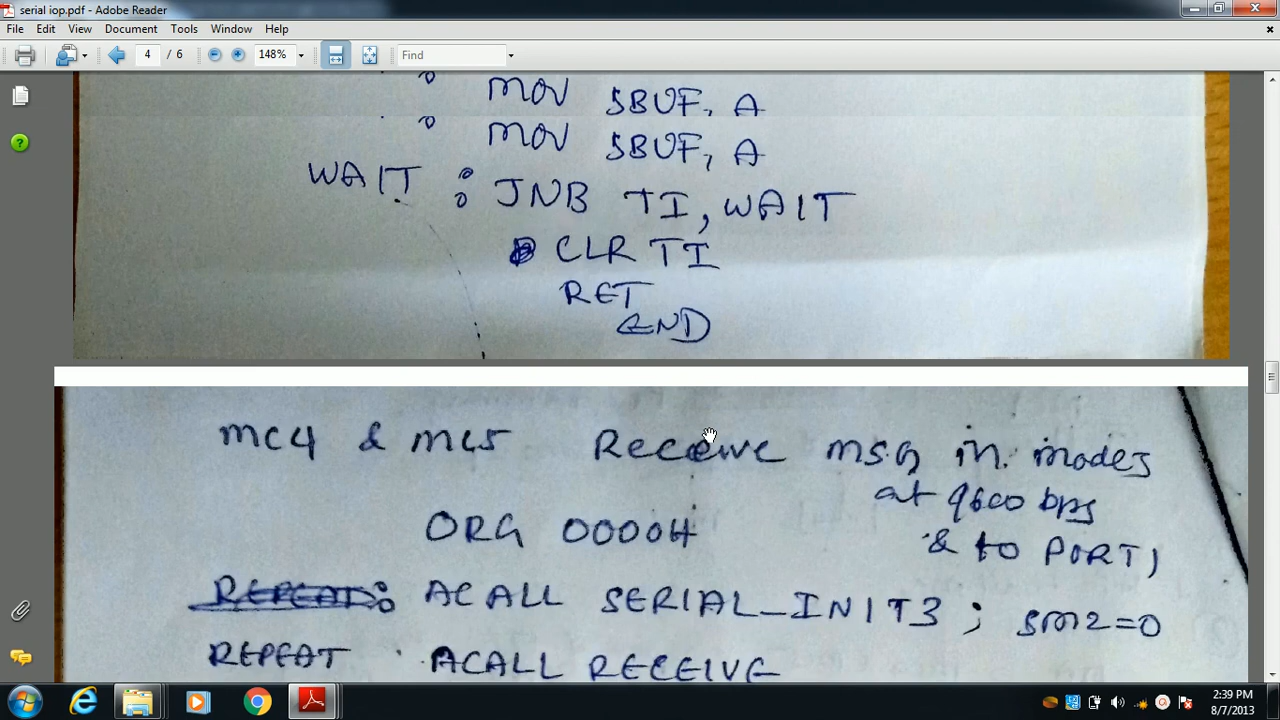 serial iop.pdf - Adobe Reader
File Edit View Document Tools Window Help
4 / 6 148% Find
: MOV SBUF, A
: MOV SBUF, A
WAIT : JNB TI, WAIT
CLR TI
RET
END
MC4 & MC5 Receive msg in modes
at 9600 bps
& to PORT1
ORG 0000H
REPEAT: ACALL SERIAL_INIT3 ; SM2=0
REPEAT ACALL RECEIVE
2:39 PM
8/7/2013